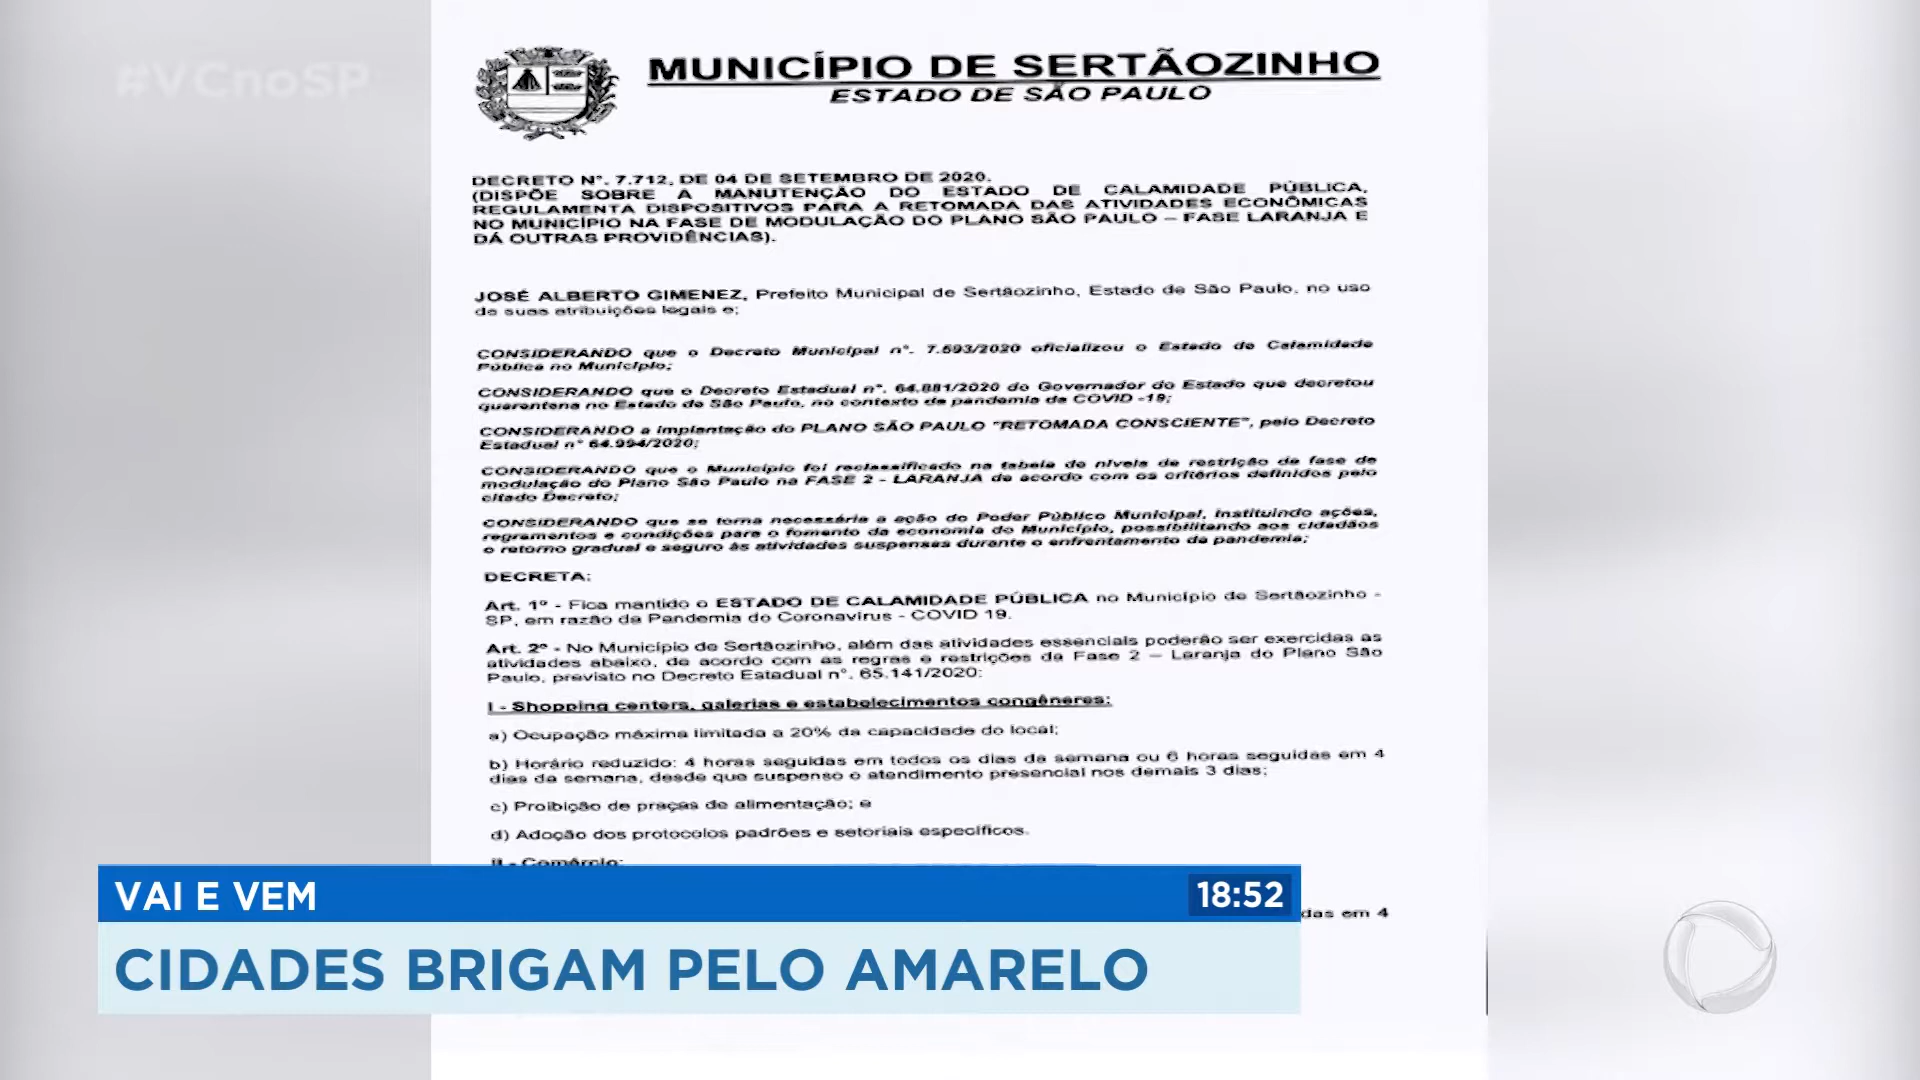 #VCnoSP
MUNICÍPIO DE SERTÃOZINHO
ESTADO DE SÃO PAULO
DECRETO Nº. 7.712, DE 04 DE SETEMBRO DE 2020.
(DISPÕE SOBRE A MANUTENÇÃO DO ESTADO DE CALAMIDADE PÚBLICA,
REGULAMENTA DISPOSITIVOS PARA A RETOMADA DAS ATIVIDADES ECONÔMICAS
NO MUNICÍPIO NA FASE DE MODULAÇÃO DO PLANO SÃO PAULO – FASE LARANJA E
DÁ OUTRAS PROVIDÊNCIAS).
JOSÉ ALBERTO GIMENEZ, Prefeito Municipal de Sertãozinho, Estado de São Paulo, no uso
de suas atribuições legais e;
CONSIDERANDO que o Decreto Municipal nº. 7.593/2020 oficializou o Estado de Calamidade
Pública no Município;
CONSIDERANDO que o Decreto Estadual nº. 64.881/2020 do Governador do Estado que decretou
quarentena no Estado de São Paulo, no contexto da pandemia da COVID -19;
CONSIDERANDO a implantação do PLANO SÃO PAULO "RETOMADA CONSCIENTE", pelo Decreto
Estadual nº 64.994/2020;
CONSIDERANDO que o Município foi reclassificado na tabela de níveis de restrição da fase de
modulação do Plano São Paulo na FASE 2 - LARANJA de acordo com os critérios definidos pelo
citado Decreto;
CONSIDERANDO que se torna necessária a ação do Poder Público Municipal, instituindo ações,
regramentos e condições para o fomento da economia do Município, possibilitando aos cidadãos
o retorno gradual e seguro às atividades suspensas durante o enfrentamento da pandemia;
DECRETA:
Art. 1º - Fica mantido o ESTADO DE CALAMIDADE PÚBLICA no Município de Sertãozinho -
SP, em razão da Pandemia do Coronavírus - COVID 19.
Art. 2º - No Município de Sertãozinho, além das atividades essenciais poderão ser exercidas as
atividades abaixo, de acordo com as regras e restrições da Fase 2 – Laranja do Plano São
Paulo, previsto no Decreto Estadual nº. 65.141/2020:
I - Shopping centers, galerias e estabelecimentos congêneres:
a) Ocupação máxima limitada a 20% da capacidade do local;
b) Horário reduzido: 4 horas seguidas em todos os dias da semana ou 6 horas seguidas em 4
dias da semana, desde que suspenso o atendimento presencial nos demais 3 dias;
c) Proibição de praças de alimentação; e
d) Adoção dos protocolos padrões e setoriais específicos.
II - Comércio:
das em 4
VAI E VEM
18:52
CIDADES BRIGAM PELO AMARELO